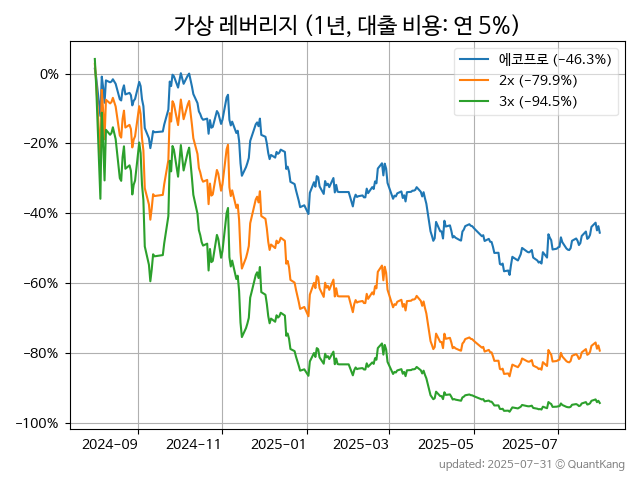 가상 레버리지 (1년, 대출 비용: 연 5%)
에코프로 (−46.3%)
2x (−79.9%)
3x (−94.5%)
0%
−20%
−40%
−60%
−80%
−100%
2024-09
2024-11
2025-01
2025-03
2025-05
2025-07
updated: 2025-07-31 © QuantKang